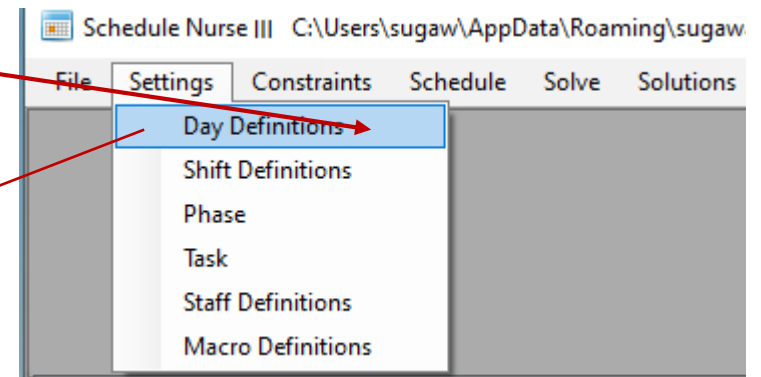 Schedule Nurse III C:\Users\sugaw\AppData\Roaming\sugaw
File Settings Constraints Schedule Solve Solutions
Day Definitions
Shift Definitions
Phase
Task
Staff Definitions
Macro Definitions